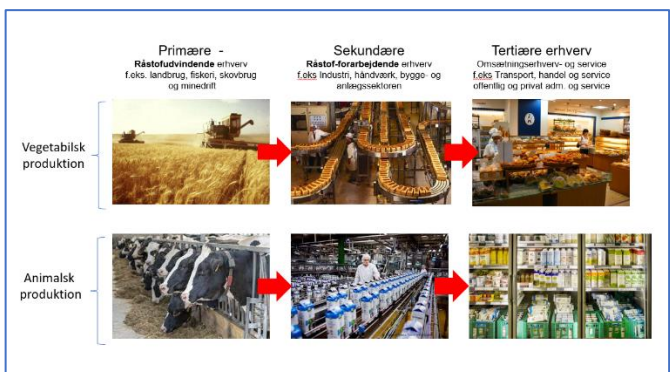 Primære -
Råstofudvindende erhverv
f.eks. landbrug, fiskeri, skovbrug
og minedrift
Sekundære
Råstof-forarbejdende erhverv
f.eks Industri, håndværk, bygge- og
anlægssektoren
Tertiære erhverv
Omsætningserhverv- og service
f.eks Transport, handel og service
offentlig og privat adm. og service
Vegetabilsk
produktion
Animalsk
produktion